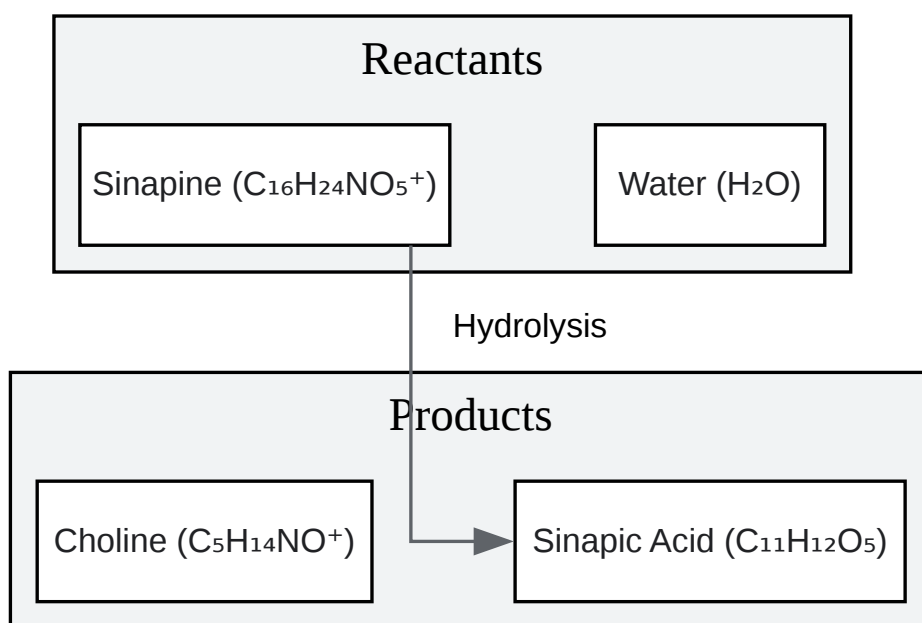 Reactants
Sinapine (C₁₆H₂₄NO₅⁺)
Water (H₂O)
Hydrolysis
Products
Choline (C₅H₁₄NO⁺)
Sinapic Acid (C₁₁H₁₂O₅)